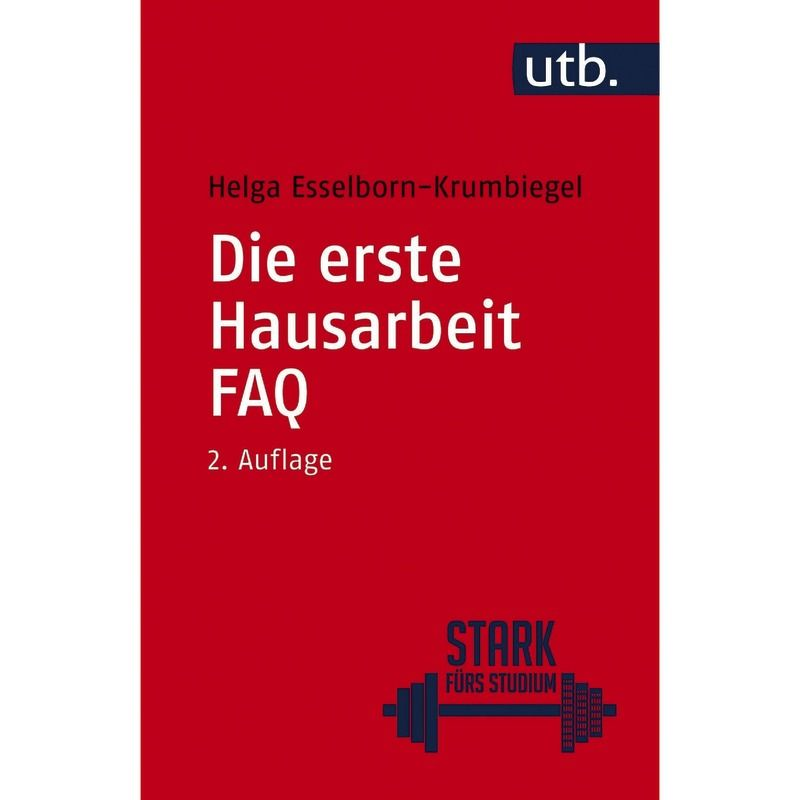 utb.
Helga Esselborn-Krumbiegel
Die erste
Hausarbeit
FAQ
2. Auflage
STARK
FÜRS STUDIUM